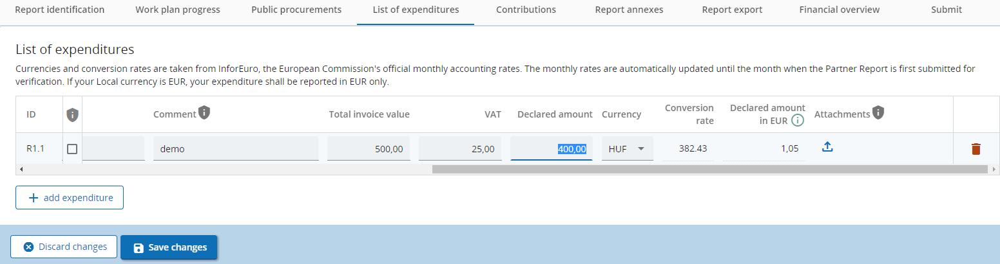 Report identification Work plan progress Public procurements List of expenditures Contributions Report annexes Report export Financial overview Submit
List of expenditures
Currencies and conversion rates are taken from InforEuro, the European Commission's official monthly accounting rates. The monthly rates are automatically updated until the month when the Partner Report is first submitted for
verification. If your Local currency is EUR, your expenditure shall be reported in EUR only.
ID Comment Total invoice value VAT Declared amount Currency Conversion rate Declared amount in EUR Attachments
R1.1 demo 500,00 25,00 400,00 HUF 382.43 1,05
add expenditure
Discard changes Save changes